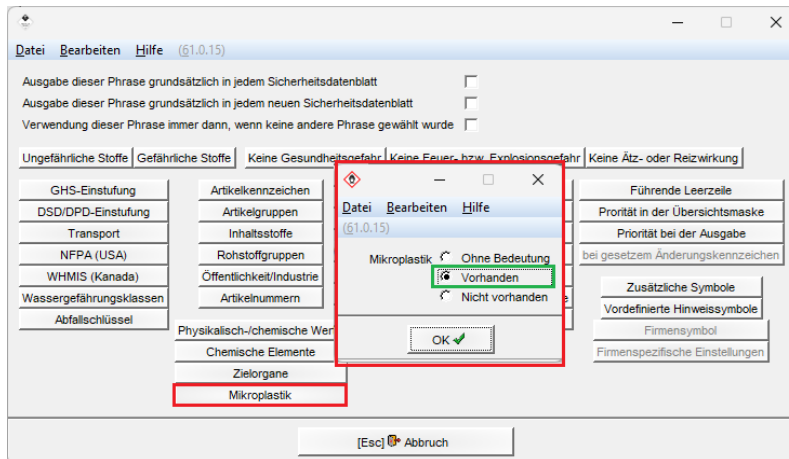 Datei Bearbeiten Hilfe (61.0.15)
Ausgabe dieser Phrase grundsätzlich in jedem Sicherheitsdatenblatt
Ausgabe dieser Phrase grundsätzlich in jedem neuen Sicherheitsdatenblatt
Verwendung dieser Phrase immer dann, wenn keine andere Phrase gewählt wurde
Ungefährliche Stoffe Gefährliche Stoffe Keine Gesundheitsgefahr Keine Feuer- bzw. Explosionsgefahr Keine Ätz- oder Reizwirkung
GHS-Einstufung
DSD/DPD-Einstufung
Transport
NFPA (USA)
WHMIS (Kanada)
Wassergefährungsklassen
Abfallschlüssel
Artikelkennzeichen
Artikelgruppen
Inhaltsstoffe
Rohstoffgruppen
Öffentlichkeit/Industrie
Artikelnummern
Physikalisch-/chemische Wer
Chemische Elemente
Zielorgane
Mikroplastik
Datei Bearbeiten Hilfe
(61.0.15)
Mikroplastik Ohne Bedeutung
Vorhanden
Nicht vorhanden
OK
Führende Leerzeile
Prorität in der Übersichtsmaske
Priorität bei der Ausgabe
bei gesetzem Änderungskennzeichen
Zusätzliche Symbole
Vordefinierte Hinweissymbole
Firmensymbol
Firmenspezifische Einstellungen
[Esc] Abbruch